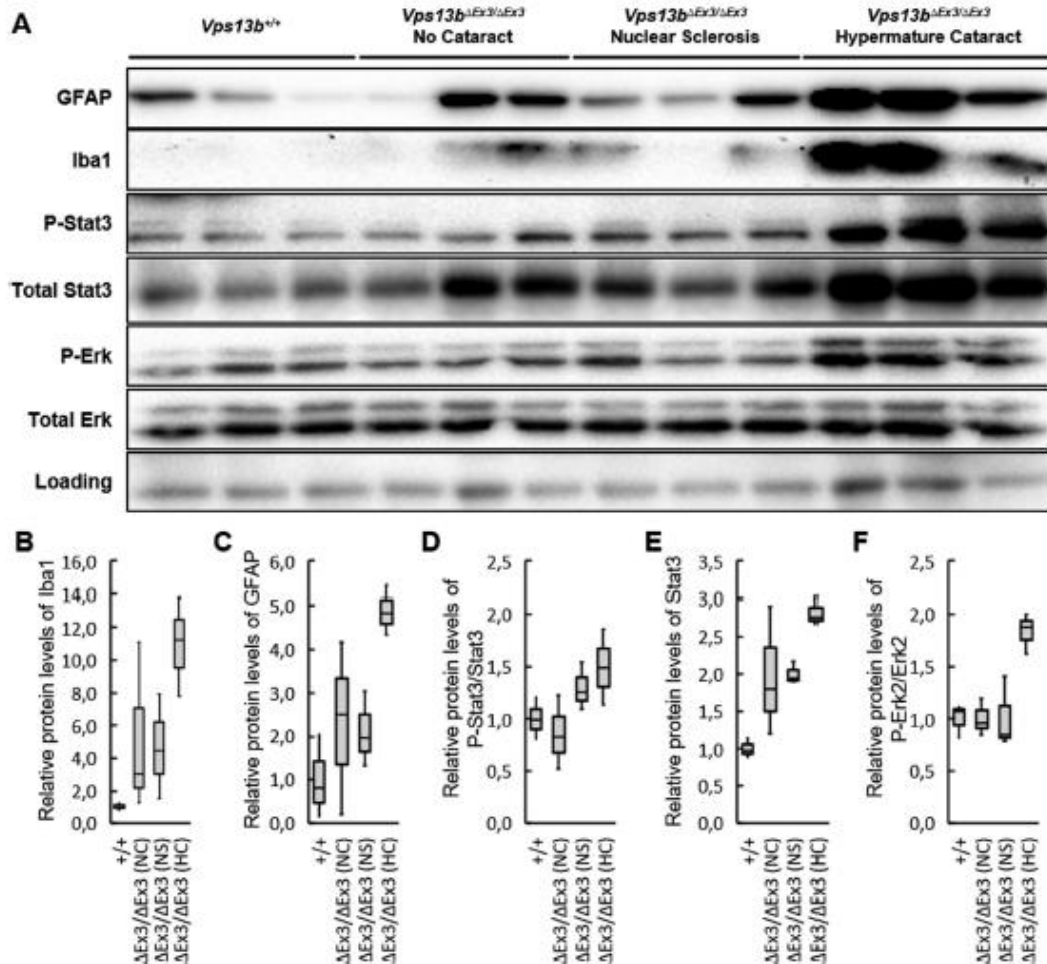 A
Vps13b+/+
Vps13bΔEx3/ΔEx3
No Cataract
Vps13bΔEx3/ΔEx3
Nuclear Sclerosis
Vps13bΔEx3/ΔEx3
Hypermature Cataract
GFAP
Iba1
P-Stat3
Total Stat3
P-Erk
Total Erk
Loading
B
Relative protein levels of Iba1
16,0
14,0
12,0
10,0
8,0
6,0
4,0
2,0
0,0
+/+
ΔEx3/ΔEx3 (NC)
ΔEx3/ΔEx3 (NS)
ΔEx3/ΔEx3 (HC)
C
Relative protein levels of GFAP
6,0
5,0
4,0
3,0
2,0
1,0
0,0
+/+
ΔEx3/ΔEx3 (NC)
ΔEx3/ΔEx3 (NS)
ΔEx3/ΔEx3 (HC)
D
Relative protein levels of
P-Stat3/Stat3
2,5
2,0
1,5
1,0
0,5
0,0
+/+
ΔEx3/ΔEx3 (NC)
ΔEx3/ΔEx3 (NS)
ΔEx3/ΔEx3 (HC)
E
Relative protein levels of Stat3
3,5
3,0
2,5
2,0
1,5
1,0
0,5
0,0
+/+
ΔEx3/ΔEx3 (NC)
ΔEx3/ΔEx3 (NS)
ΔEx3/ΔEx3 (HC)
F
Relative protein levels of
P-Erk2/Erk2
2,5
2,0
1,5
1,0
0,5
0,0
+/+
ΔEx3/ΔEx3 (NC)
ΔEx3/ΔEx3 (NS)
ΔEx3/ΔEx3 (HC)